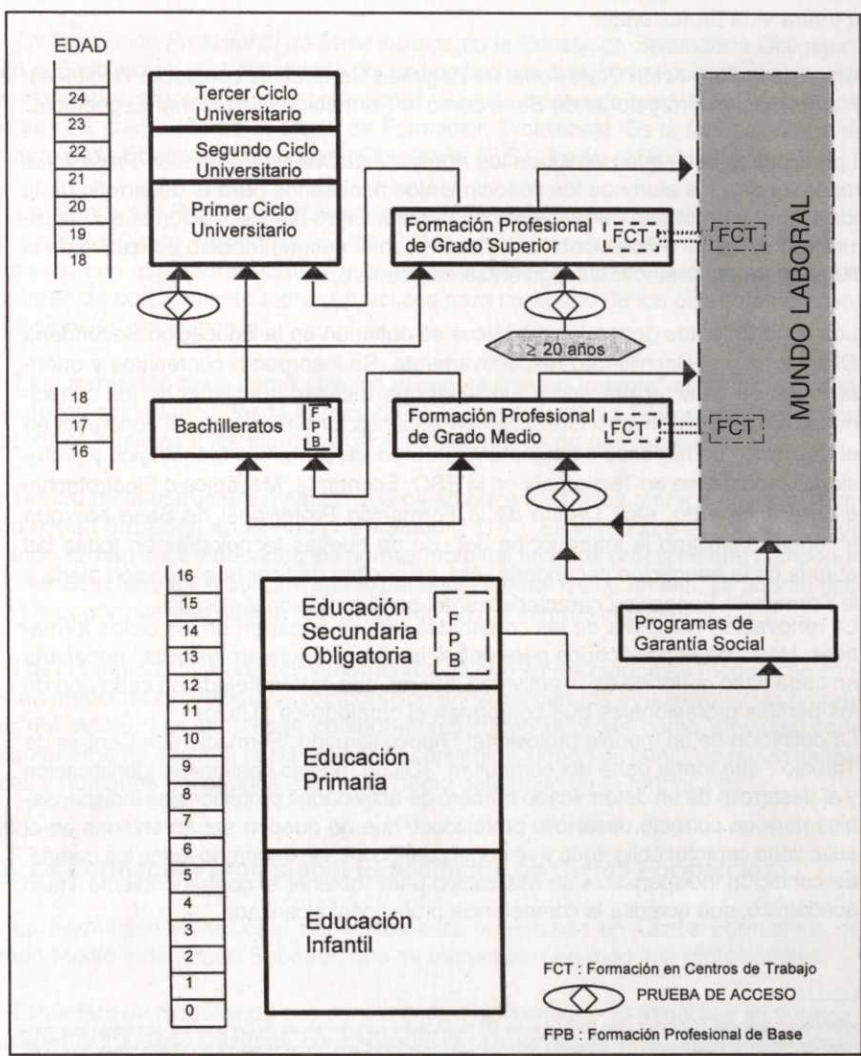 EDAD
24
23
22
21
20
19
18
Tercer Ciclo
Universitario
Segundo Ciclo
Universitario
Primer Ciclo
Universitario
Formación Profesional
de Grado Superior
FCT
FCT
MUNDO LABORAL
≥ 20 años
18
17
16
Bachilleratos
F
P
B
Formación Profesional
de Grado Medio
FCT
FCT
16
15
14
13
12
11
10
9
8
7
6
5
4
3
2
1
0
Educación
Secundaria
Obligatoria
F
P
B
Programas de
Garantía Social
Educación
Primaria
Educación
Infantil
FCT : Formación en Centros de Trabajo
PRUEBA DE ACCESO
FPB : Formación Profesional de Base